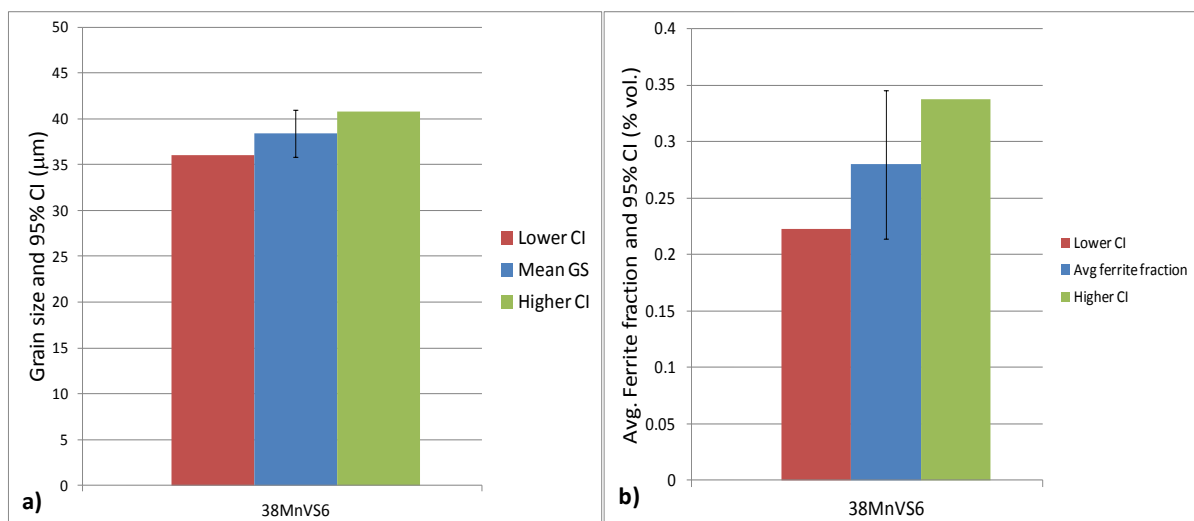 Grain size and 95% CI (µm)
50
45
40
35
30
25
20
15
10
5
0
38MnVS6
Lower CI
Mean GS
Higher CI
a)
Avg. Ferrite fraction and 95% CI (% vol.)
0.4
0.35
0.3
0.25
0.2
0.15
0.1
0.05
0
38MnVS6
Lower CI
Avg ferrite fraction
Higher CI
b)